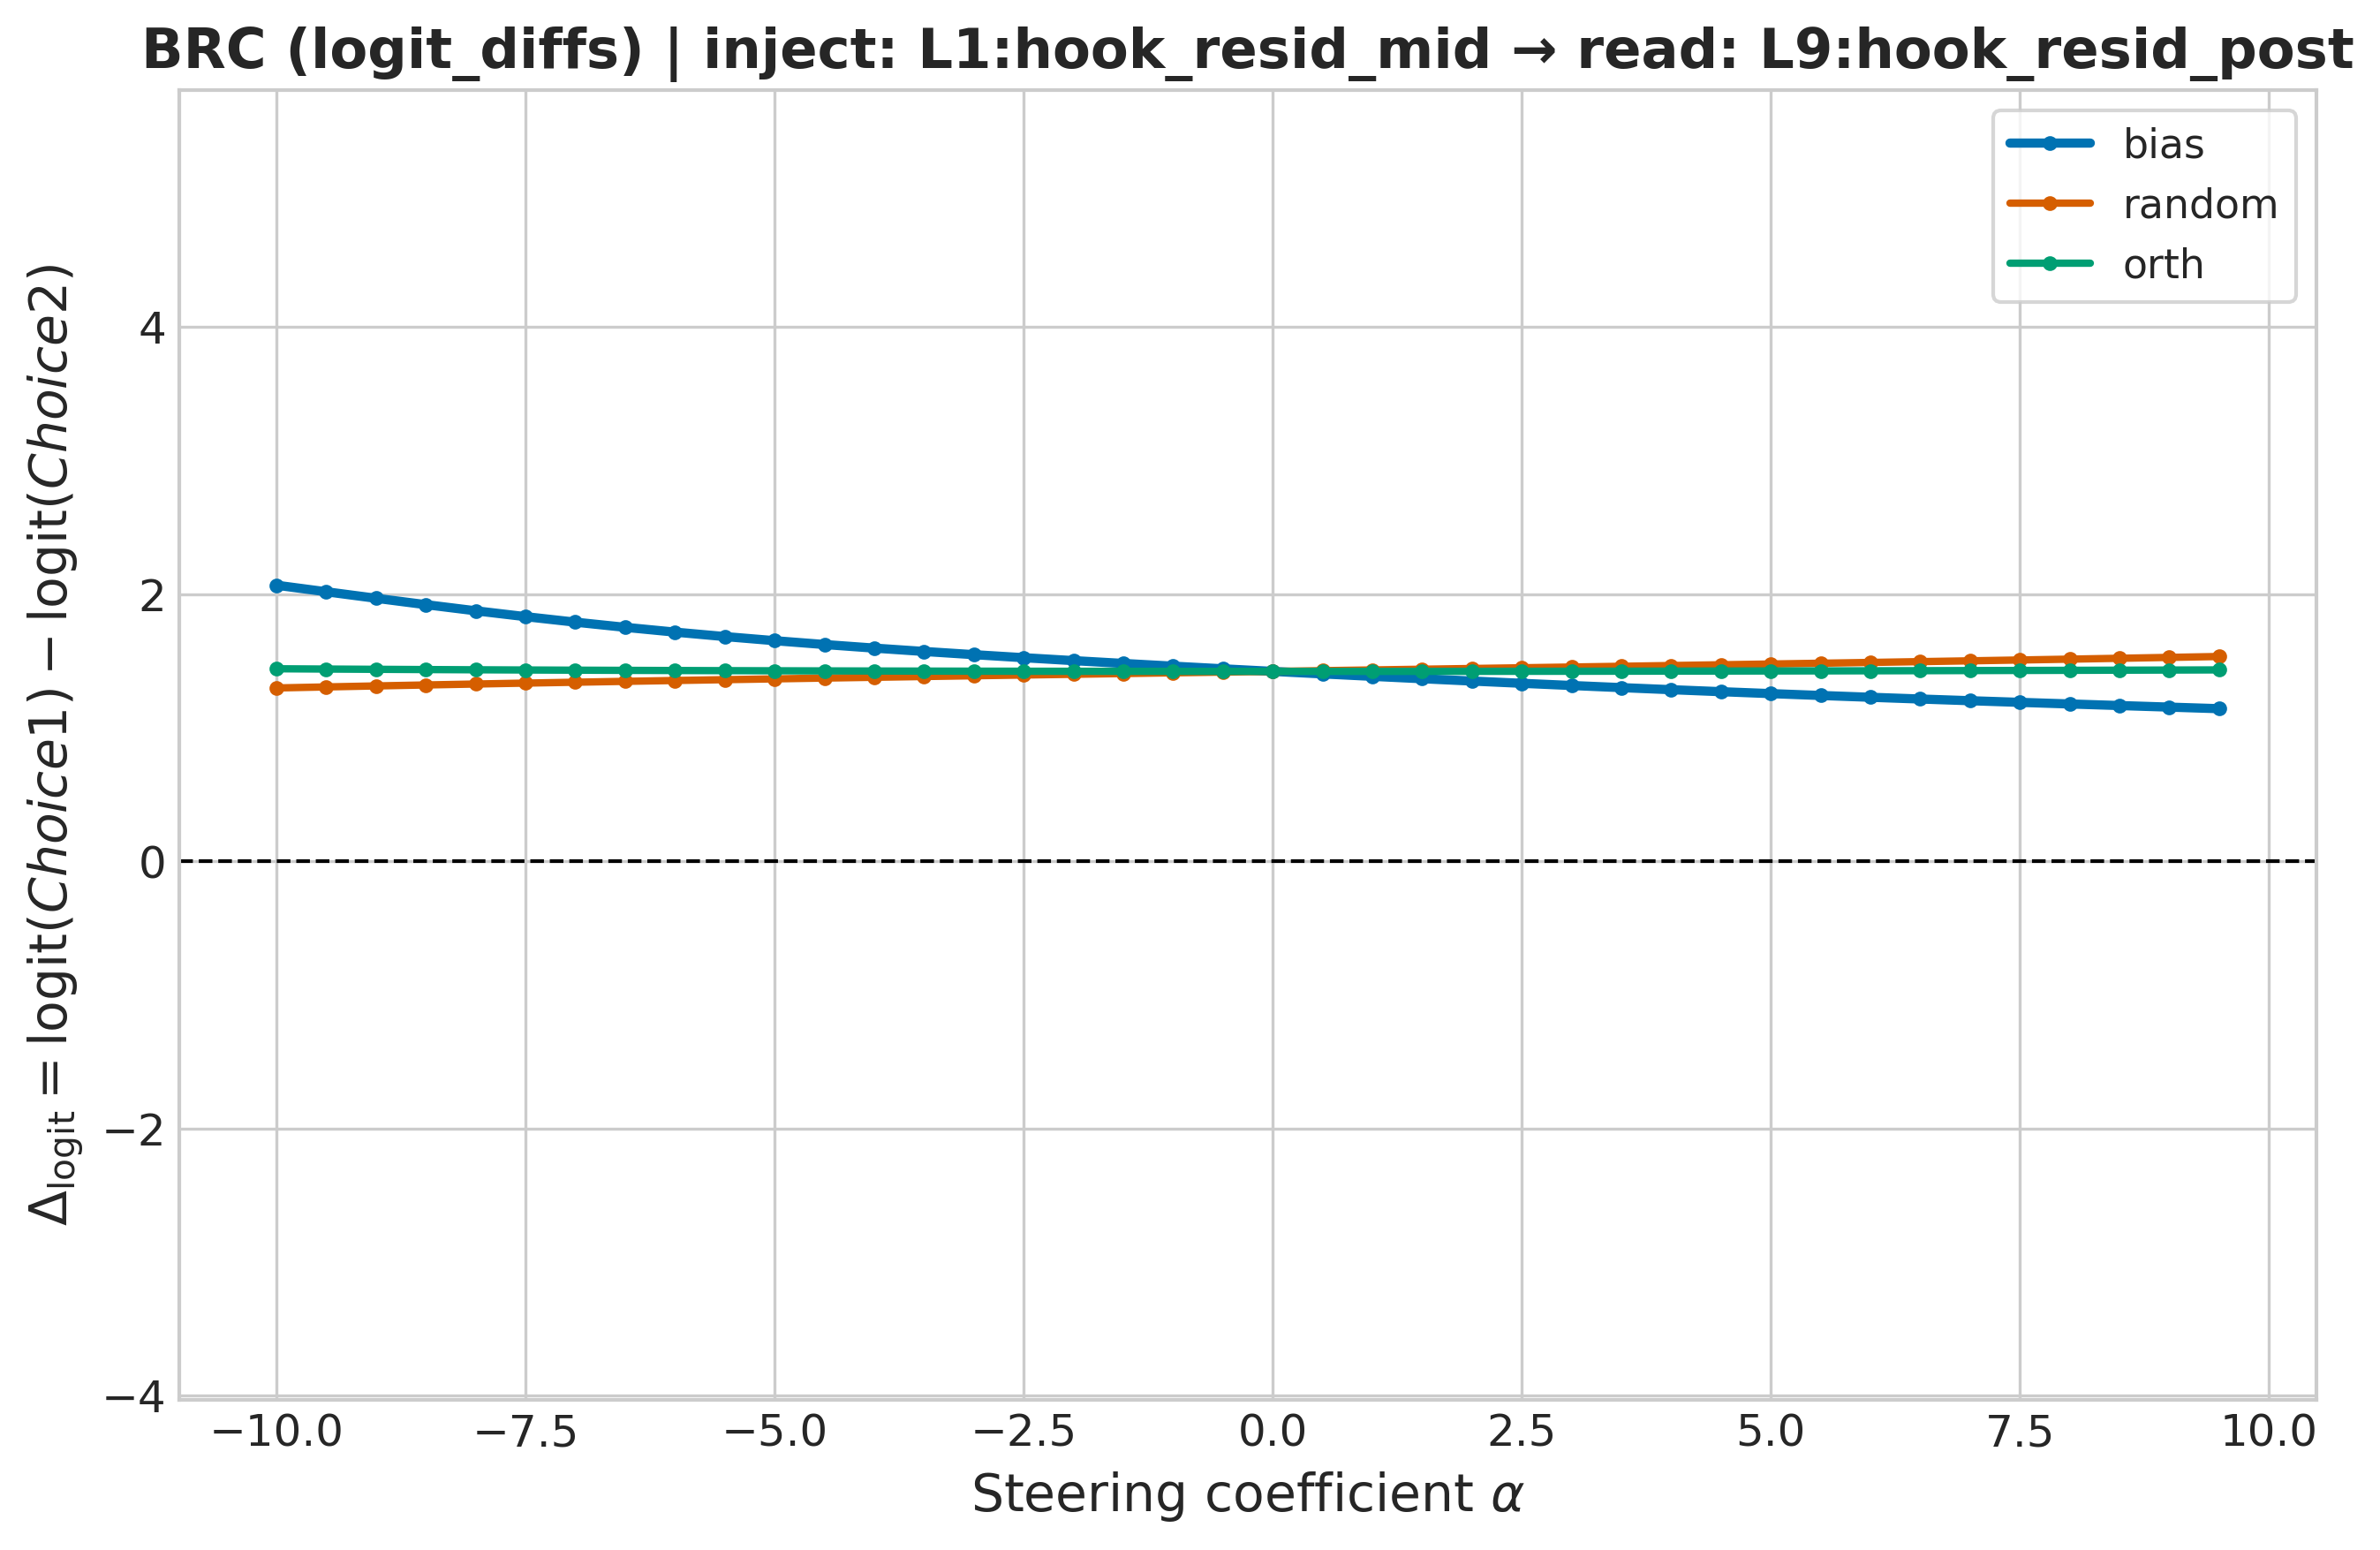 BRC (logit_diffs) | inject: L1:hook_resid_mid → read: L9:hook_resid_post
bias
random
orth
Δlogit = logit(Choice1) − logit(Choice2)
4
2
0
−2
−4
−10.0 −7.5 −5.0 −2.5 0.0 2.5 5.0 7.5 10.0
Steering coefficient α